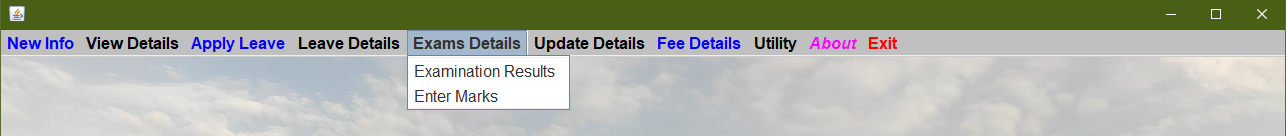 New Info View Details Apply Leave Leave Details Exams Details Update Details Fee Details Utility About Exit
Examination Results
Enter Marks